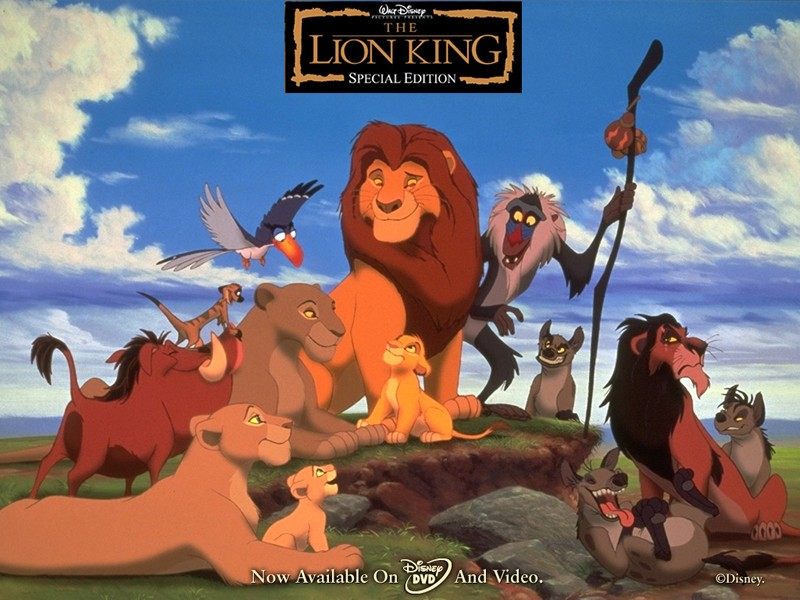 Walt Disney
PICTURES PRESENTS
THE
LION KING
SPECIAL EDITION
Now Available On Disney DVD And Video.
©Disney.